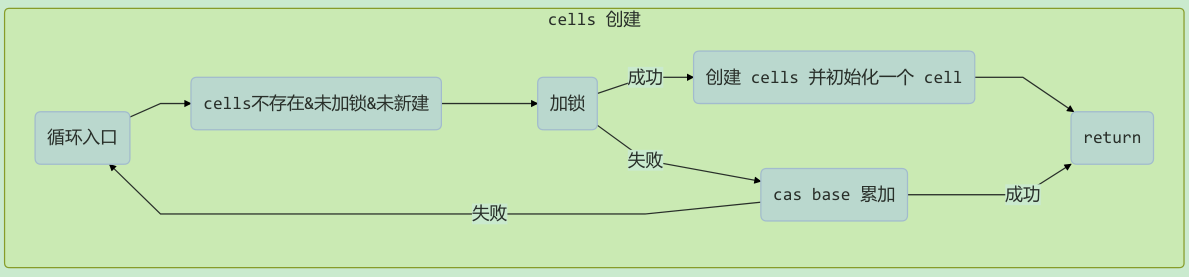 cells 创建
循环入口
cells不存在&未加锁&未新建
加锁
成功
创建 cells 并初始化一个 cell
return
失败
cas base 累加
成功
失败